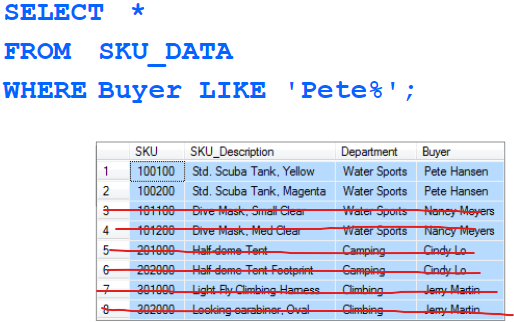 SELECT *
FROM SKU_DATA
WHERE Buyer LIKE 'Pete%';
SKU SKU_Description Department Buyer
1 100100 Std. Scuba Tank, Yellow Water Sports Pete Hansen
2 100200 Std. Scuba Tank, Magenta Water Sports Pete Hansen
3 101100 Dive Mask, Small Clear Water Sports Nancy Meyers
4 101200 Dive Mask, Med Clear Water Sports Nancy Meyers
5 201000 Half-dome Tent Camping Cindy Lo
6 202000 Half-dome Tent Footprint Camping Cindy Lo
7 301000 Light Fly Climbing Harness Climbing Jerry Martin
8 302000 Locking carabiner, Oval Climbing Jerry Martin